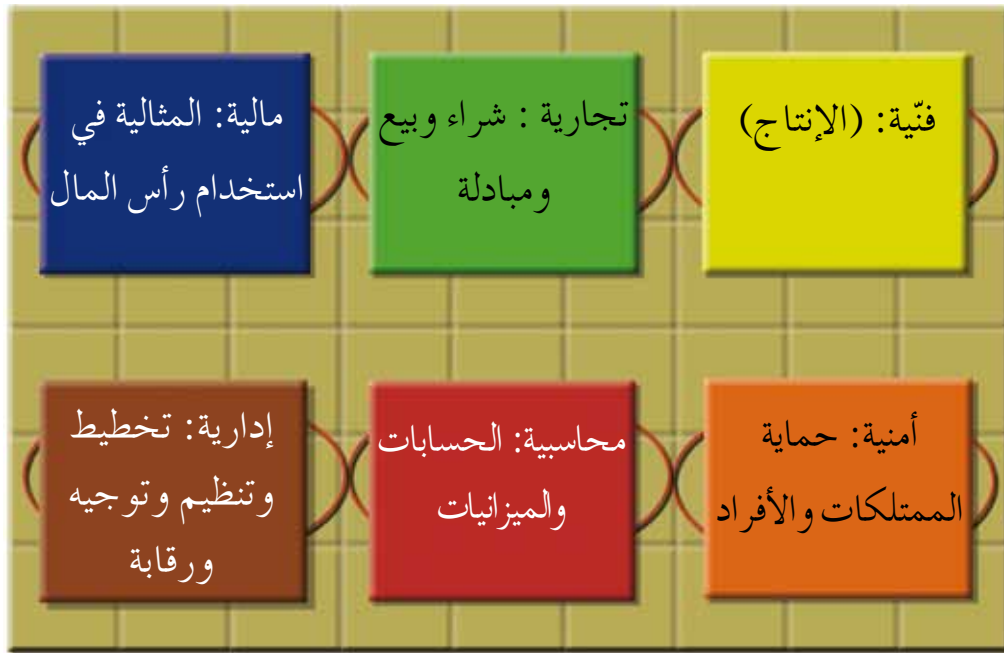 فنّية: (الإنتاج)
تجارية : شراء وبيع
ومبادلة
مالية: المثالية في
استخدام رأس المال
أمنية: حماية
الممتلكات والأفراد
محاسبية: الحسابات
والميزانيات
إدارية: تخطيط
وتنظيم وتوجيه
ورقابة